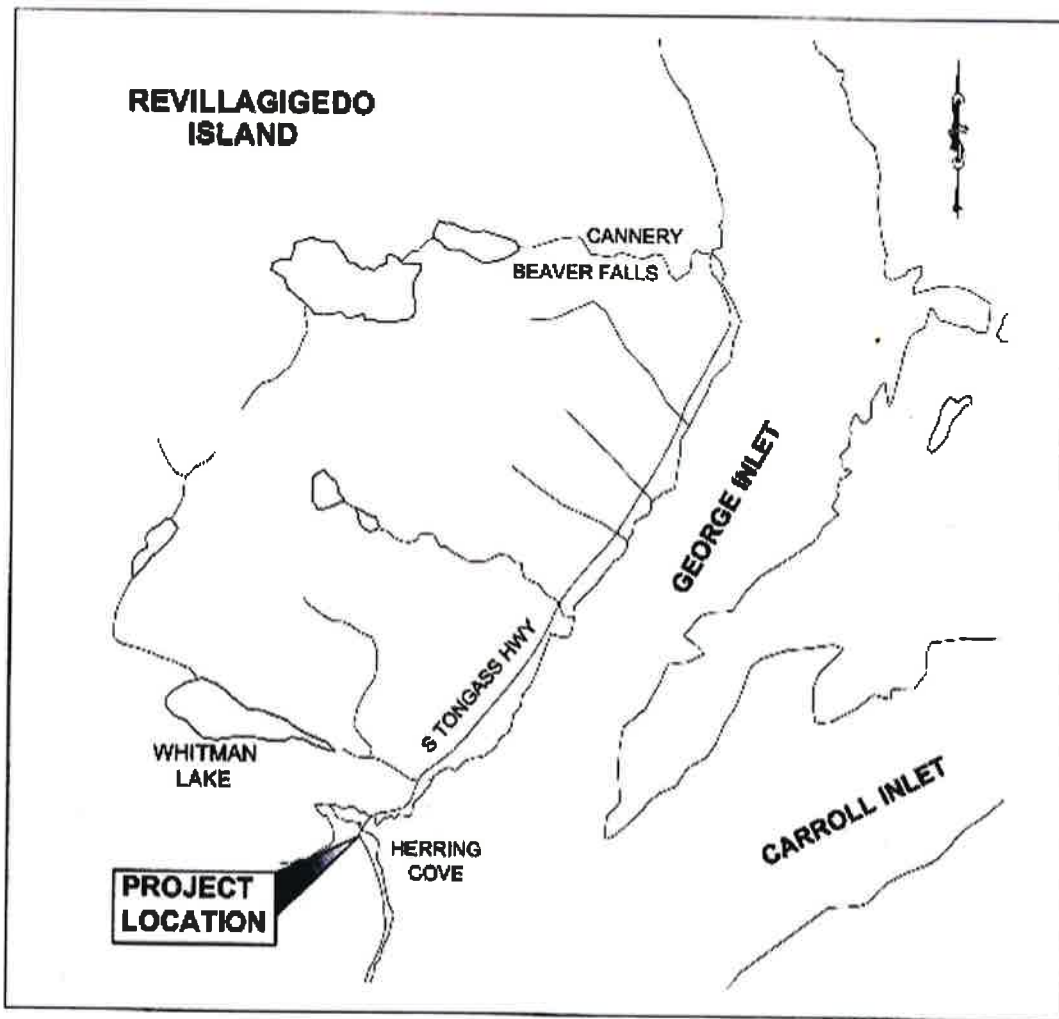 REVILLAGIGEDO
ISLAND
CANNERY
BEAVER FALLS
GEORGE INLET
S TONGASS HWY
WHITMAN
LAKE
CARROLL INLET
HERRING
COVE
PROJECT
LOCATION